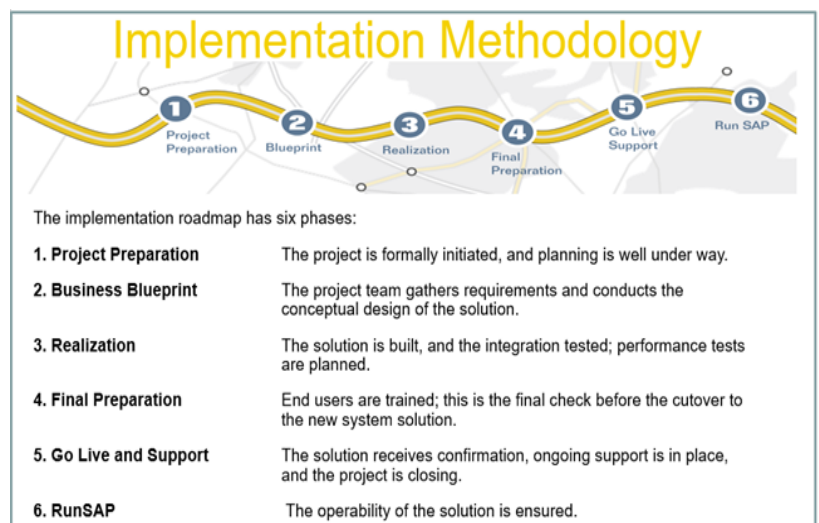 Implementation Methodology
1
Project
Preparation
2
Blueprint
3
Realization
4
Final
Preparation
5
Go Live
Support
6
Run SAP
The implementation roadmap has six phases:
1. Project Preparation The project is formally initiated, and planning is well under way.
2. Business Blueprint The project team gathers requirements and conducts the
conceptual design of the solution.
3. Realization The solution is built, and the integration tested; performance tests
are planned.
4. Final Preparation End users are trained; this is the final check before the cutover to
the new system solution.
5. Go Live and Support The solution receives confirmation, ongoing support is in place,
and the project is closing.
6. RunSAP The operability of the solution is ensured.